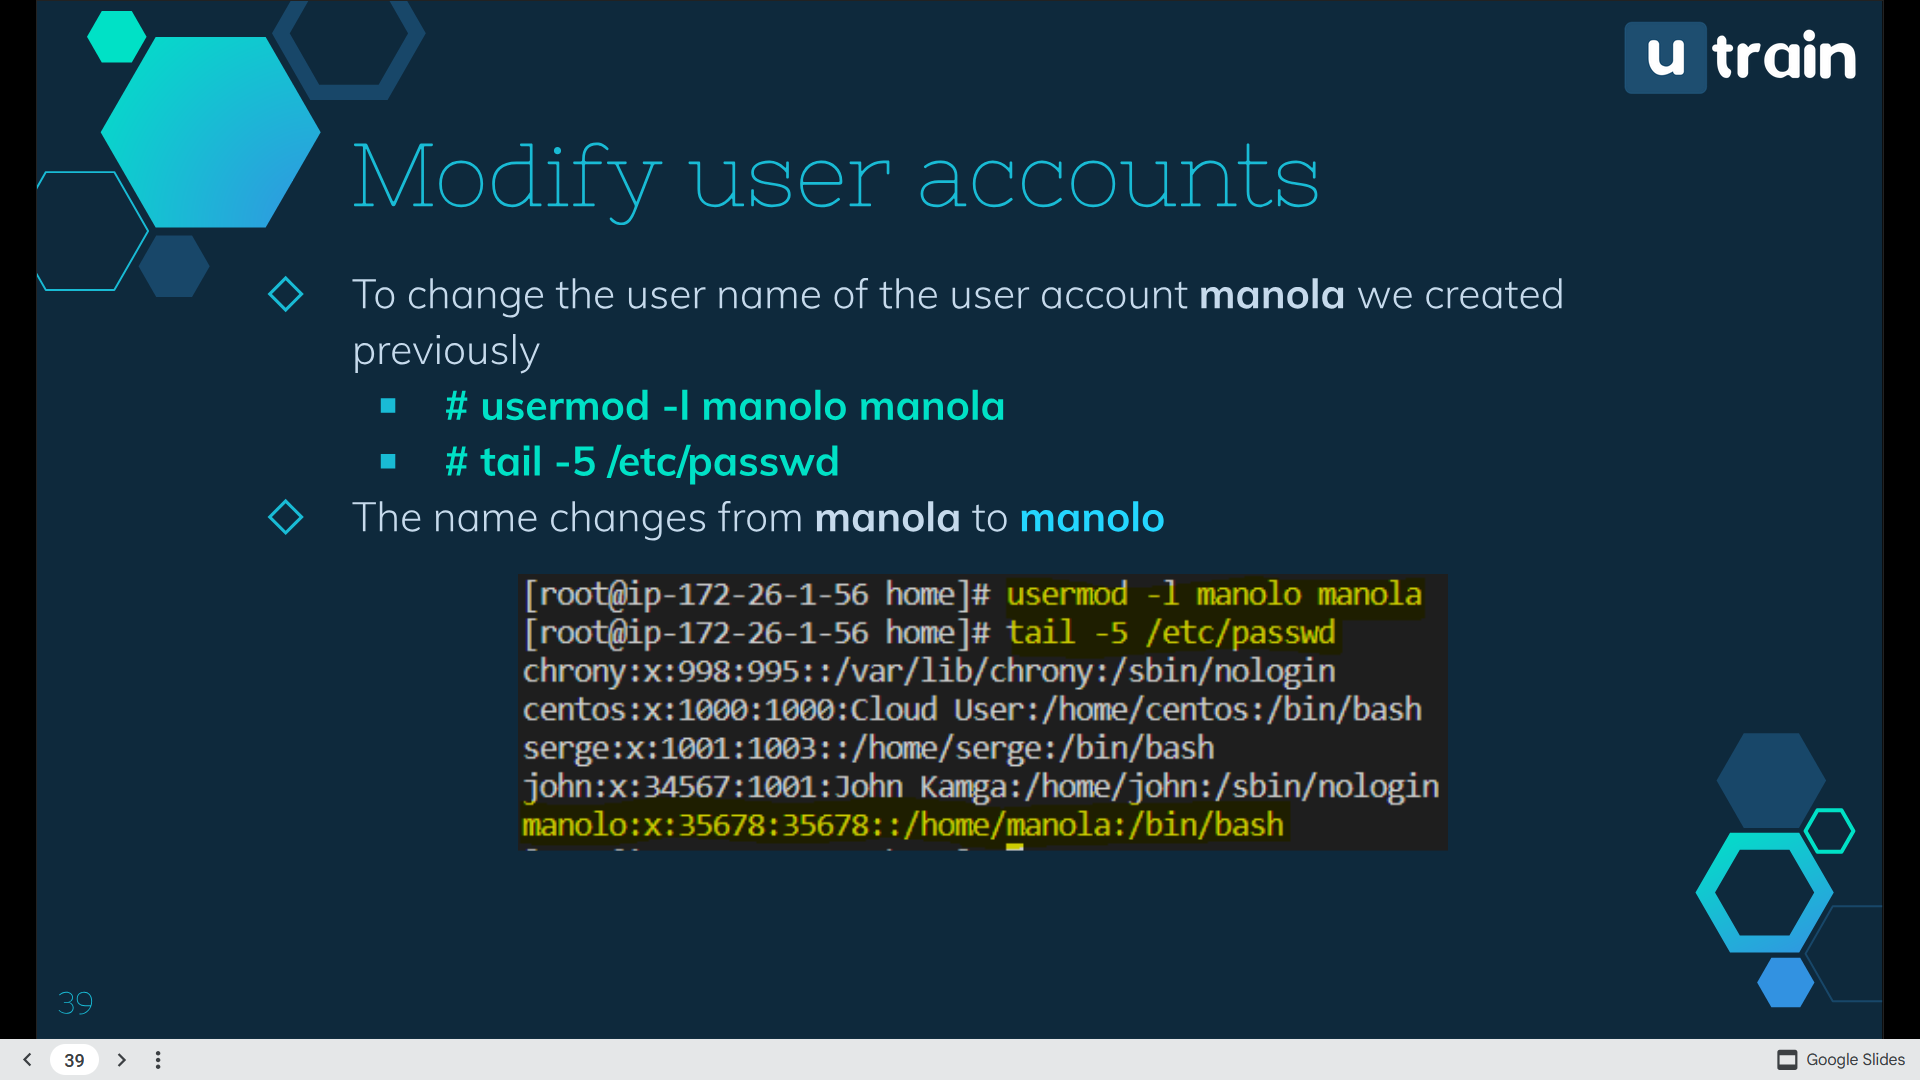 u train
Modify user accounts
To change the user name of the user account manola we created
previously
# usermod -l manolo manola
# tail -5 /etc/passwd
The name changes from manola to manolo
[root@ip-172-26-1-56 home]# usermod -l manolo manola
[root@ip-172-26-1-56 home]# tail -5 /etc/passwd
chrony:x:998:995::/var/lib/chrony:/sbin/nologin
centos:x:1000:1000:Cloud User:/home/centos:/bin/bash
serge:x:1001:1003::/home/serge:/bin/bash
john:x:34567:1001:John Kamga:/home/john:/sbin/nologin
manolo:x:35678:35678::/home/manola:/bin/bash
39
39
Google Slides